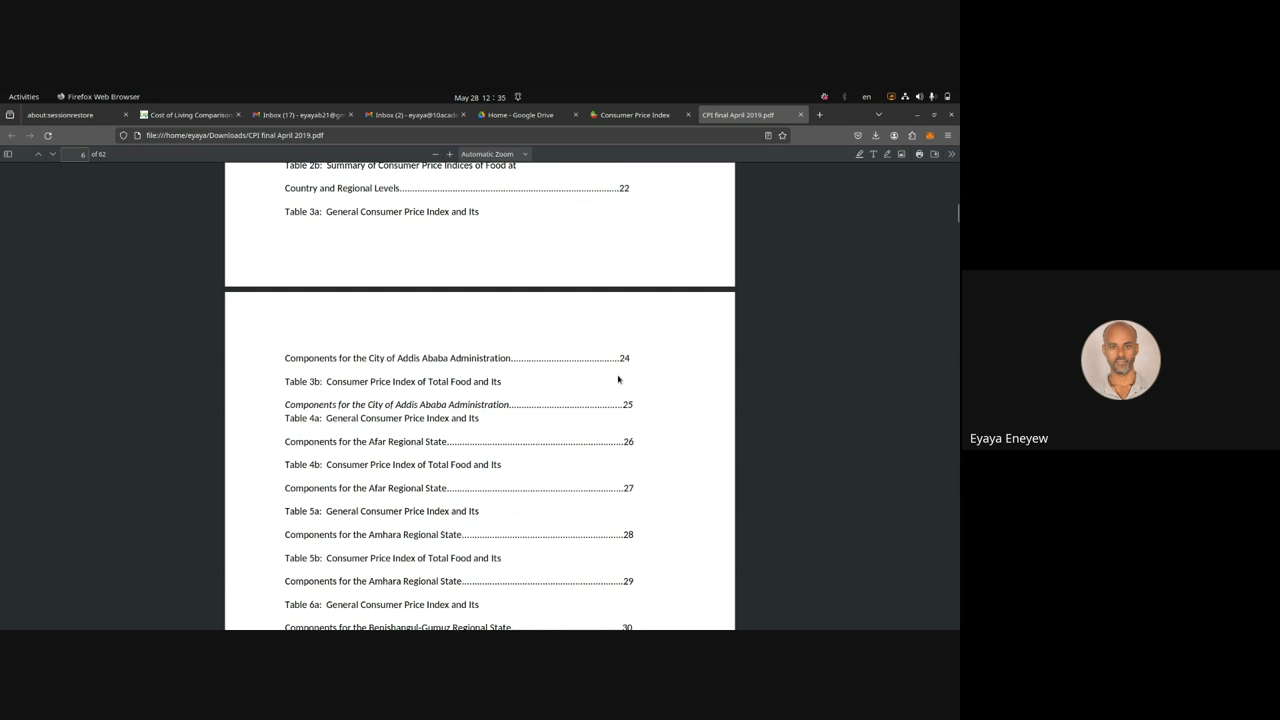 Activities
Firefox Web Browser
May 28 12 : 35
en
about:sessionrestore
Cost of Living Comparison
Inbox (17) - eyayab21@gm
Inbox (2) - eyaya@10acade
Home - Google Drive
Consumer Price Index
CPI final April 2019.pdf
file:///home/eyaya/Downloads/CPI final April 2019.pdf
6 of 62
Automatic Zoom
Table 2b: Summary of Consumer Price Indices of Food at
Country and Regional Levels..........22
Table 3a: General Consumer Price Index and Its
Components for the City of Addis Ababa Administration..........24
Table 3b: Consumer Price Index of Total Food and Its
Components for the City of Addis Ababa Administration..........25
Table 4a: General Consumer Price Index and Its
Components for the Afar Regional State..........26
Table 4b: Consumer Price Index of Total Food and Its
Components for the Afar Regional State..........27
Table 5a: General Consumer Price Index and Its
Components for the Amhara Regional State..........28
Table 5b: Consumer Price Index of Total Food and Its
Components for the Amhara Regional State..........29
Table 6a: General Consumer Price Index and Its
Components for the Benishangul-Gumuz Regional State..........30
Eyaya Eneyew